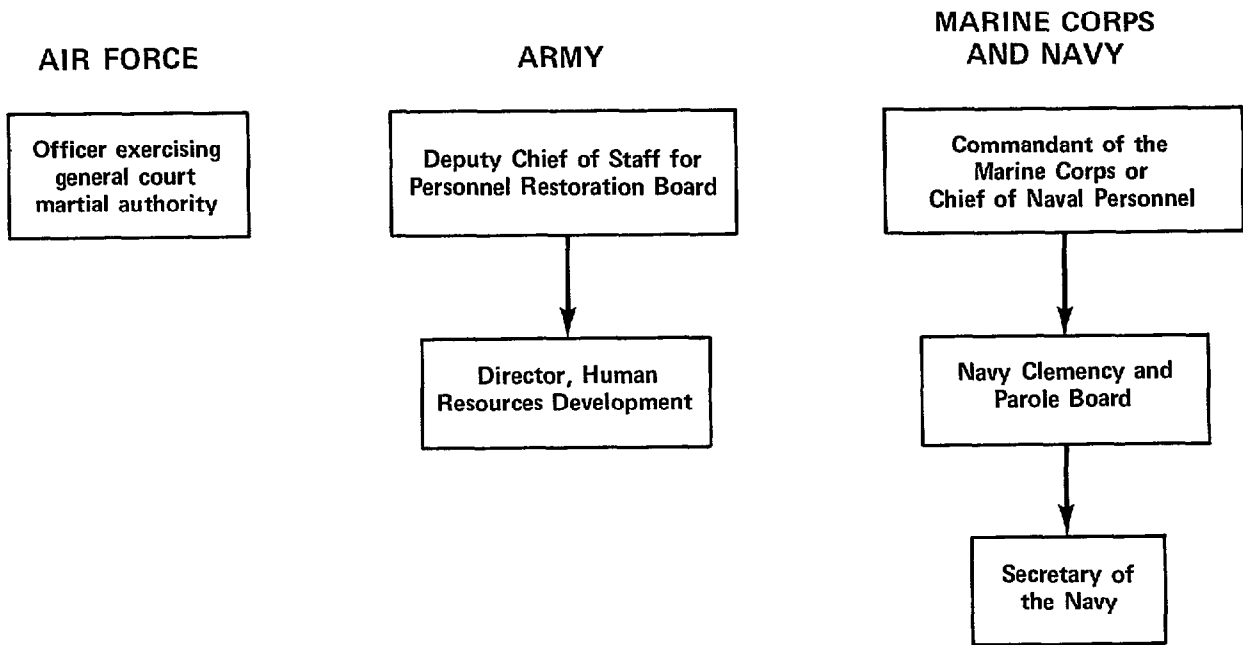 AIR FORCE
Officer exercising
general court
martial authority
ARMY
Deputy Chief of Staff for
Personnel Restoration Board
Director, Human
Resources Development
MARINE CORPS
AND NAVY
Commandant of the
Marine Corps or
Chief of Naval Personnel
Navy Clemency and
Parole Board
Secretary of
the Navy